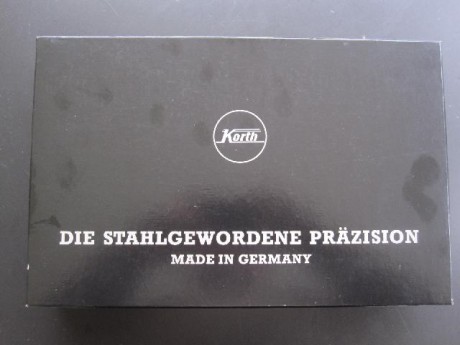 Korth
DIE STAHLGEWORDENE PRÄZISION
MADE IN GERMANY